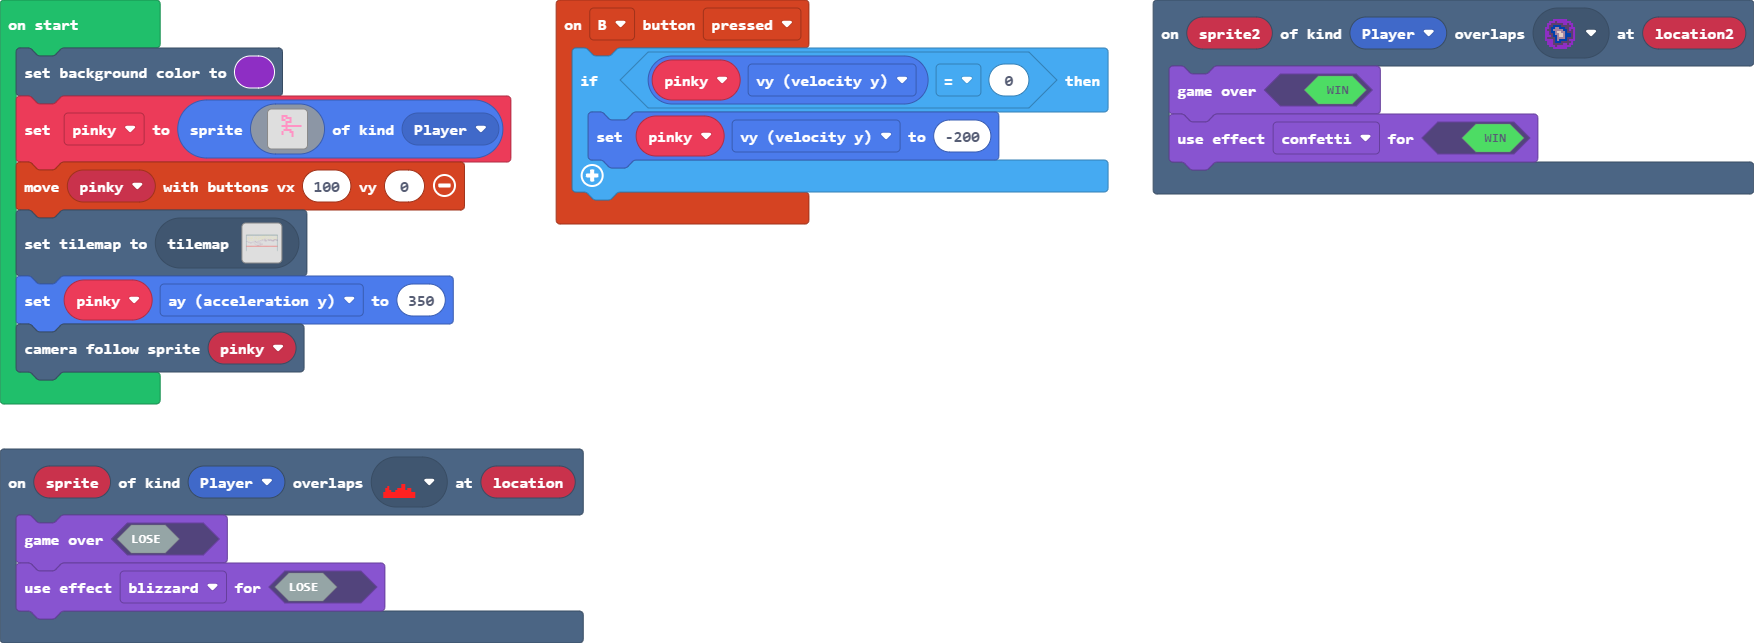 on start
set background color to
set pinky to sprite of kind Player
move pinky with buttons vx 100 vy 0
set tilemap to tilemap
set pinky ay (acceleration y) to 350
camera follow sprite pinky
on B button pressed
if pinky vy (velocity y) = 0 then
set pinky vy (velocity y) to -200
on sprite2 of kind Player overlaps at location2
game over WIN
use effect confetti for WIN
on sprite of kind Player overlaps at location
game over LOSE
use effect blizzard for LOSE